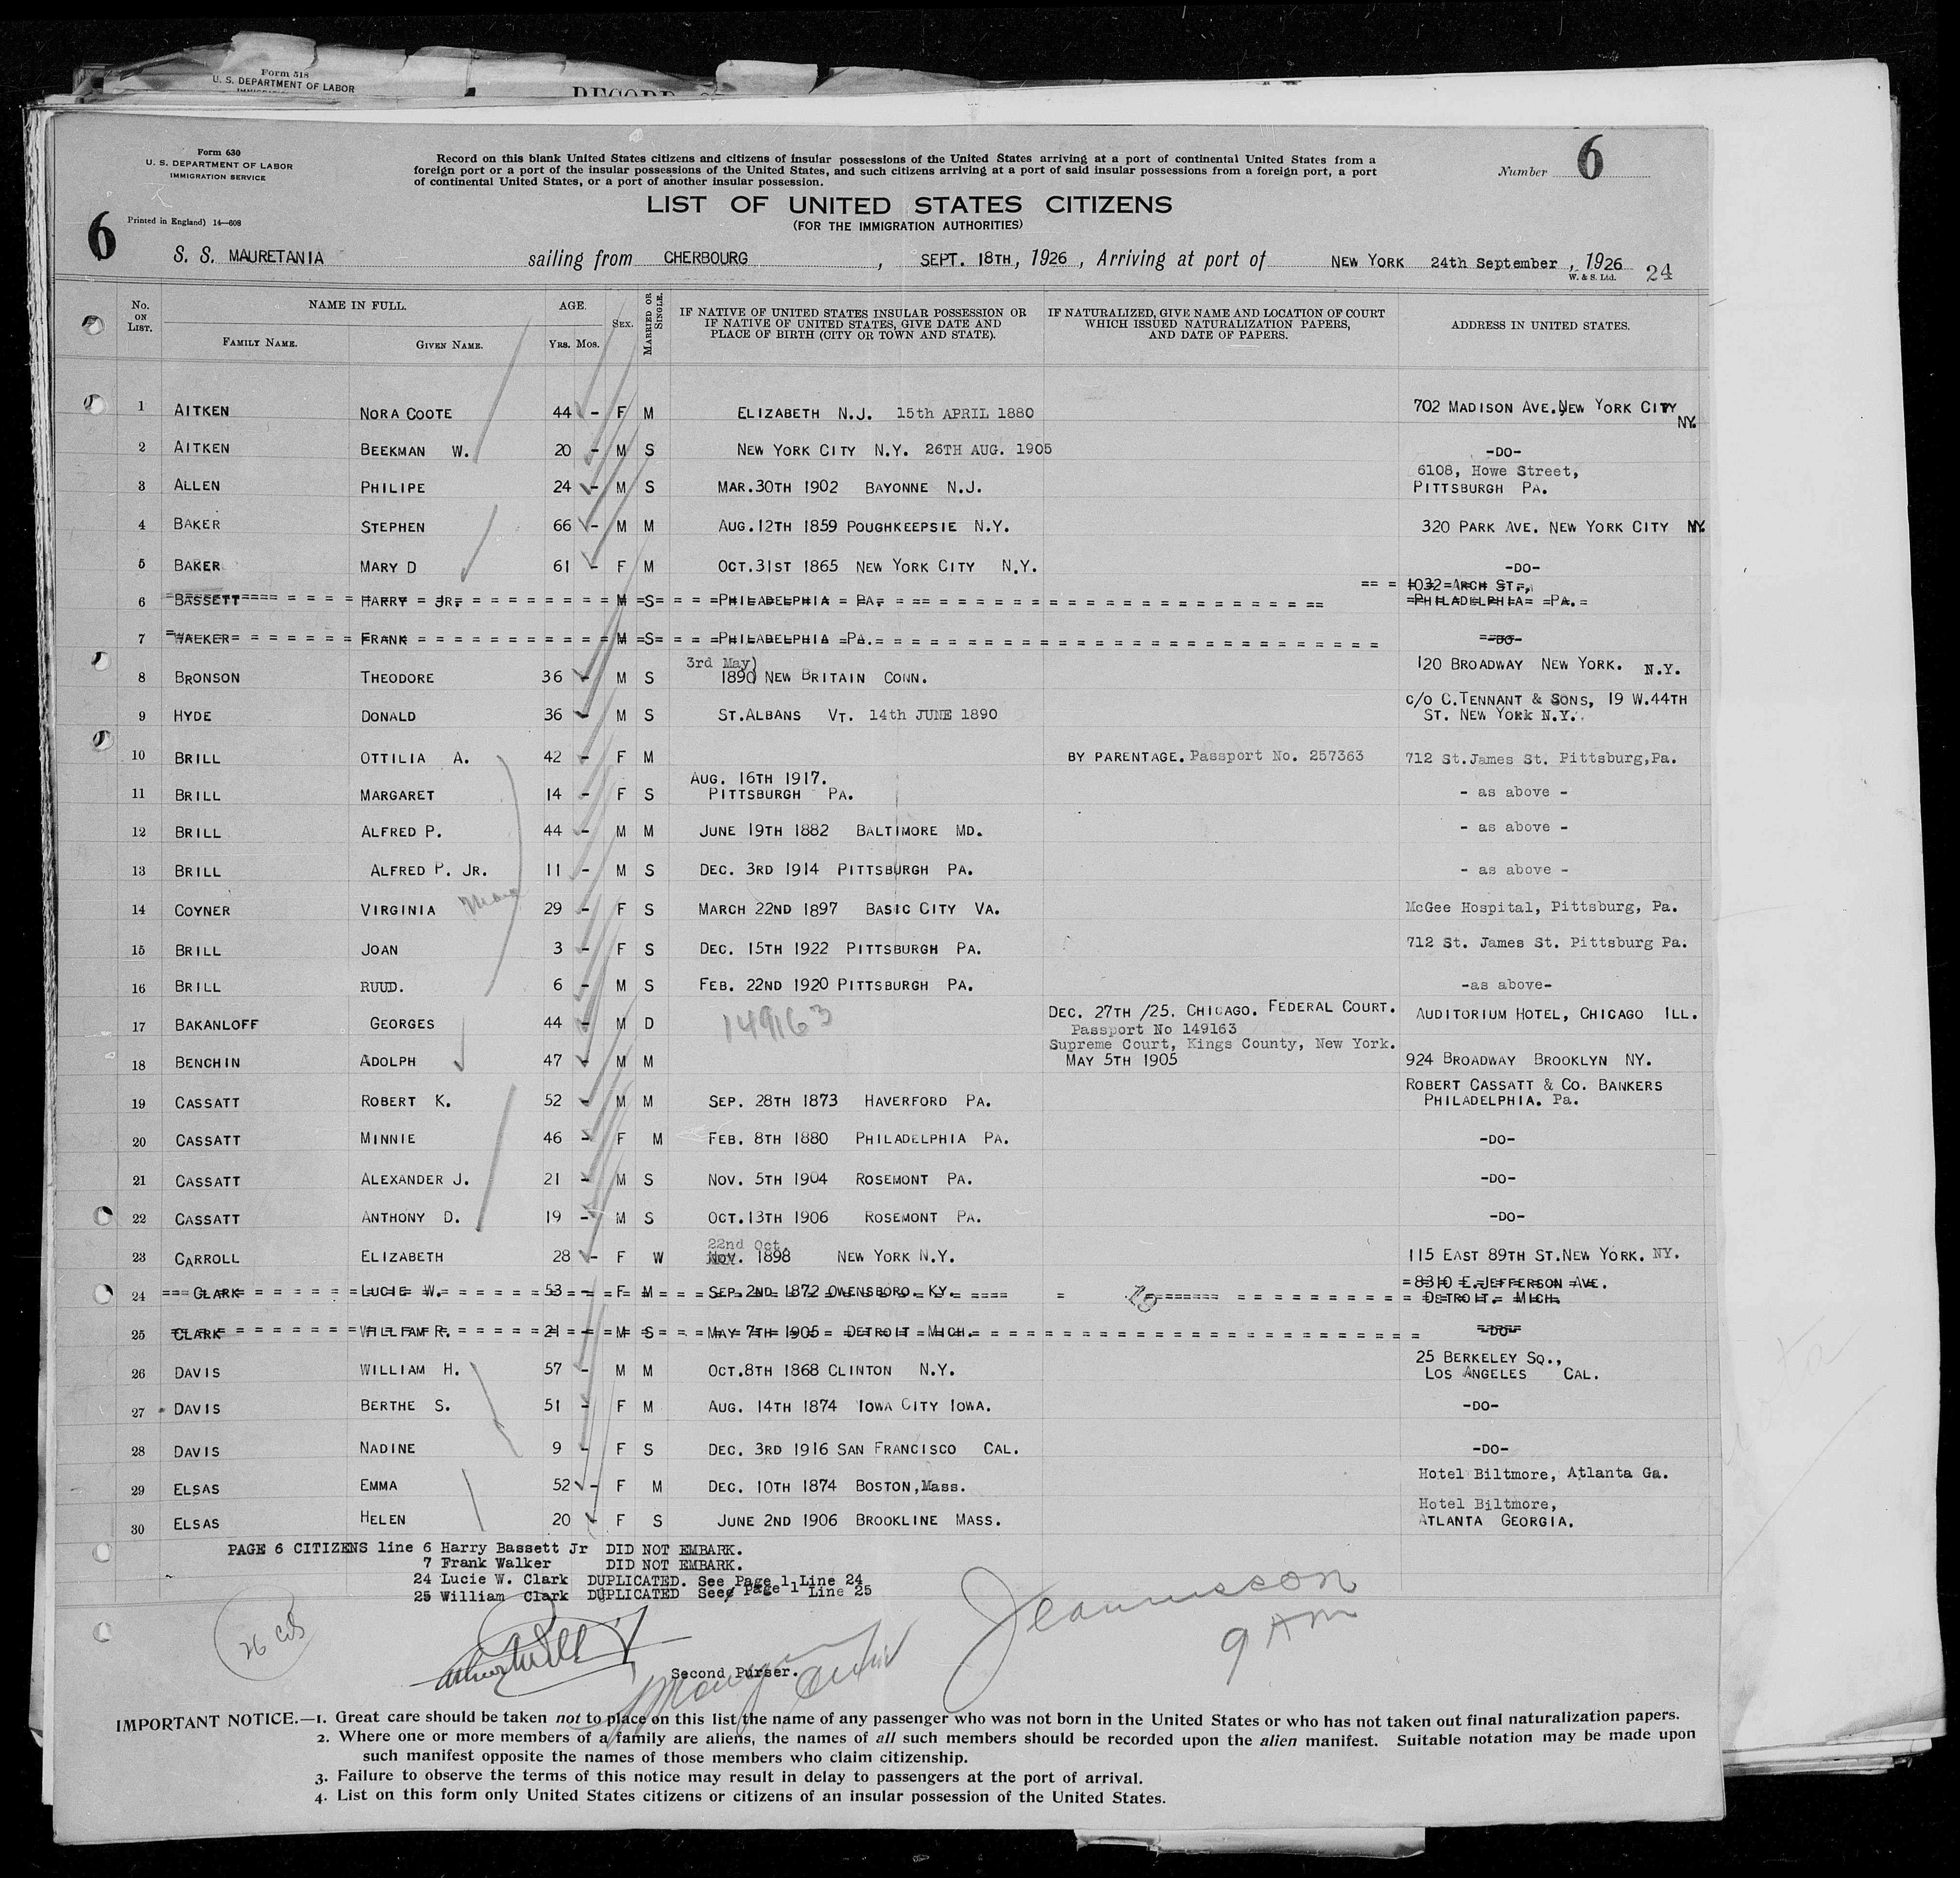 Form 518
U. S. DEPARTMENT OF LABOR
RECORD
Form 630
U. S. DEPARTMENT OF LABOR
IMMIGRATION SERVICE
Printed in England) 14—608
Record on this blank United States citizens and citizens of insular possessions of the United States arriving at a port of continental United States from a
foreign port or a port of the insular possessions of the United States, and such citizens arriving at a port of said insular possessions from a foreign port, a port
of continental United States, or a port of another insular possession.
Number 6
6
LIST OF UNITED STATES CITIZENS
(FOR THE IMMIGRATION AUTHORITIES)
S. S. MAURETANIA sailing from CHERBOURG, SEPT. 18TH, 1926, Arriving at port of NEW YORK 24th September, 1926
W. & S. Ltd. 24
No. ON LIST. NAME IN FULL. FAMILY NAME. GIVEN NAME. AGE. YRS. MOS. SEX. MARRIED OR SINGLE. IF NATIVE OF UNITED STATES INSULAR POSSESSION OR IF NATIVE OF UNITED STATES, GIVE DATE AND PLACE OF BIRTH (CITY OR TOWN AND STATE). IF NATURALIZED, GIVE NAME AND LOCATION OF COURT WHICH ISSUED NATURALIZATION PAPERS, AND DATE OF PAPERS. ADDRESS IN UNITED STATES.
1 AITKEN NORA COOTE 44 - F M ELIZABETH N.J. 15th APRIL 1880 702 MADISON AVE. NEW YORK CITY NY.
2 AITKEN BEEKMAN W. 20 - M S NEW YORK CITY N.Y. 26TH AUG. 1905 -DO-
3 ALLEN PHILIPE 24 - M S MAR.30TH 1902 BAYONNE N.J. 6108, Howe Street, PITTSBURGH PA.
4 BAKER STEPHEN 66 - M M AUG.12TH 1859 POUGHKEEPSIE N.Y. 320 PARK AVE. NEW YORK CITY NY.
5 BAKER MARY D 61 - F M OCT.31ST 1865 NEW YORK CITY N.Y. -DO-
6 BASSETT HARRY JR. M S PHILADELPHIA PA. 1032 ARCH ST., PHILADELPHIA PA.
7 WALKER FRANK M S PHILADELPHIA PA. -DO-
8 BRONSON THEODORE 36 - M S 3rd May) 1890) NEW BRITAIN CONN. 120 BROADWAY NEW YORK. N.Y.
9 HYDE DONALD 36 - M S ST.ALBANS VT. 14th JUNE 1890 C/O C.TENNANT & SONS, 19 W.44TH ST. NEW YORK N.Y.
10 BRILL OTTILIA A. 42 - F M BY PARENTAGE. Passport No. 257363 712 St.James St. Pittsburg,Pa.
11 BRILL MARGARET 14 - F S AUG. 16TH 1917. PITTSBURGH PA. - as above -
12 BRILL ALFRED P. 44 - M M JUNE 19TH 1882 BALTIMORE MD. - as above -
13 BRILL ALFRED P. JR. 11 - M S DEC. 3RD 1914 PITTSBURGH PA. - as above -
14 COYNER VIRGINIA 29 - F S MARCH 22ND 1897 BASIC CITY VA. McGee Hospital, Pittsburg, Pa.
15 BRILL JOAN 3 - F S DEC. 15TH 1922 PITTSBURGH PA. 712 St. James St. Pittsburg Pa.
16 BRILL RUUD. 6 - M S FEB. 22ND 1920 PITTSBURGH PA. -as above-
17 BAKANLOFF GEORGES 44 - M D 149163 DEC. 27TH /25. CHICAGO. FEDERAL COURT. Passport No 149163 AUDITORIUM HOTEL, CHICAGO ILL.
18 BENCHIN ADOLPH 47 - M M Supreme Court, Kings County, New York. MAY 5TH 1905 924 BROADWAY BROOKLYN NY.
19 CASSATT ROBERT K. 52 - M M SEP. 28TH 1873 HAVERFORD PA. ROBERT CASSATT & CO. BANKERS PHILADELPHIA. Pa.
20 CASSATT MINNIE 46 - F M FEB. 8TH 1880 PHILADELPHIA PA. -DO-
21 CASSATT ALEXANDER J. 21 - M S NOV. 5TH 1904 ROSEMONT PA. -DO-
22 CASSATT ANTHONY D. 19 - M S OCT.13TH 1906 ROSEMONT PA. -DO-
23 CARROLL ELIZABETH 28 - F W 22nd Oct. NOV. 1898 NEW YORK N.Y. 115 EAST 89TH ST.NEW YORK. NY.
24 CLARK LUCIE W. 53 - F M SEP. 2ND 1872 OWENSBORO. KY. 8310 E.JEFFERSON AVE. DETROIT. MICH.
25 CLARK WILLIAM R. 21 - M S MAY 7TH 1905 DETROIT MICH. -DO-
26 DAVIS WILLIAM H. 57 - M M OCT.8TH 1868 CLINTON N.Y. 25 BERKELEY SQ., LOS ANGELES CAL.
27 DAVIS BERTHE S. 51 - F M AUG. 14TH 1874 IOWA CITY IOWA. -DO-
28 DAVIS NADINE 9 - F S DEC. 3RD 1916 SAN FRANCISCO CAL. -DO-
29 ELSAS EMMA 52 - F M DEC. 10TH 1874 BOSTON,Mass. Hotel Biltmore, Atlanta Ga.
30 ELSAS HELEN 20 - F S JUNE 2ND 1906 BROOKLINE MASS. Hotel Biltmore, ATLANTA GEORGIA.
PAGE 6 CITIZENS line 6 Harry Bassett Jr DID NOT EMBARK.
7 Frank Walker DID NOT EMBARK.
24 Lucie W. Clark DUPLICATED. See Page 1 Line 24
25 William Clark DUPLICATED See Page 1 Line 25
Second Purser.
9 AM
IMPORTANT NOTICE.—1. Great care should be taken not to place on this list the name of any passenger who was not born in the United States or who has not taken out final naturalization papers.
2. Where one or more members of a family are aliens, the names of all such members should be recorded upon the alien manifest. Suitable notation may be made upon
such manifest opposite the names of those members who claim citizenship.
3. Failure to observe the terms of this notice may result in delay to passengers at the port of arrival.
4. List on this form only United States citizens or citizens of an insular possession of the United States.